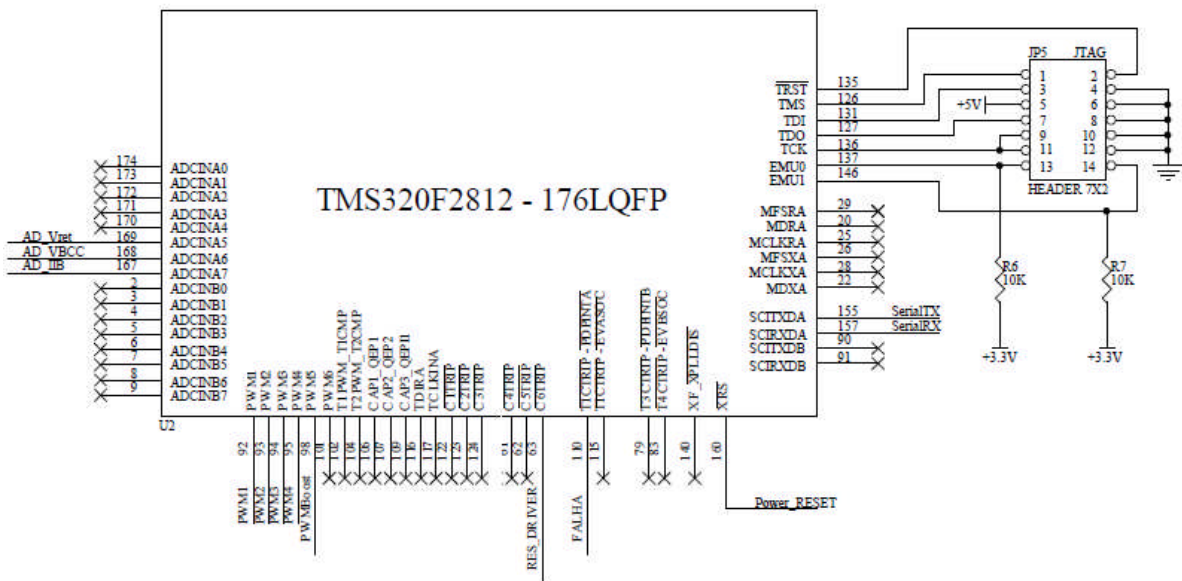 TMS320F2812 - 176LQFP
U2
174 ADCINA0
173 ADCINA1
172 ADCINA2
171 ADCINA3
170 ADCINA4
AD_Vret 169 ADCINA5
AD_VBCC 168 ADCINA6
AD_IIB 167 ADCINA7
2 ADCINB0
3 ADCINB1
4 ADCINB2
5 ADCINB3
6 ADCINB4
7 ADCINB5
8 ADCINB6
9 ADCINB7
TRST 135
TMS 126
TDI 131
TDO 127
TCK 136
EMU0 137
EMU1 146
MFSRA 29
MDRA 20
MCLKRA 25
MFSXA 26
MCLKXA 28
MDXA 22
SCITXDA 155 SerialTX
SCIRXDA 157 SerialRX
SCITXDB 90
SCIRXDB 91
JP5 JTAG
1 2
3 4
+5V 5 6
7 8
9 10
11 12
13 14
HEADER 7X2
R6
10K
+3.3V
R7
10K
+3.3V
PWM1
PWM2
PWM3
PWM4
PWM5
PWM6
T1PWM_T1CMP
T2PWM_T2CMP
CAP1_QEP1
CAP2_QEP2
CAP3_QEPI1
TDIRA
TCLKINA
C1TRIP
C2TRIP
C3TRIP
C4TRIP
C5TRIP
C6TRIP
T1CTRIP-PDPINTA
T1CTRIP-EVASOC
T3CTRIP-PDPINTB
T4CTRIP-EVBSOC
XF_XPLLDIS
XRS
92
93
94
95
98
101
102
104
106
107
109
116
117
122
123
124
62
63
110
115
79
83
140
160
PWM1
PWM2
PWM3
PWM4
PWMBoost
RES_DRIVER
FALHA
Power_RESET